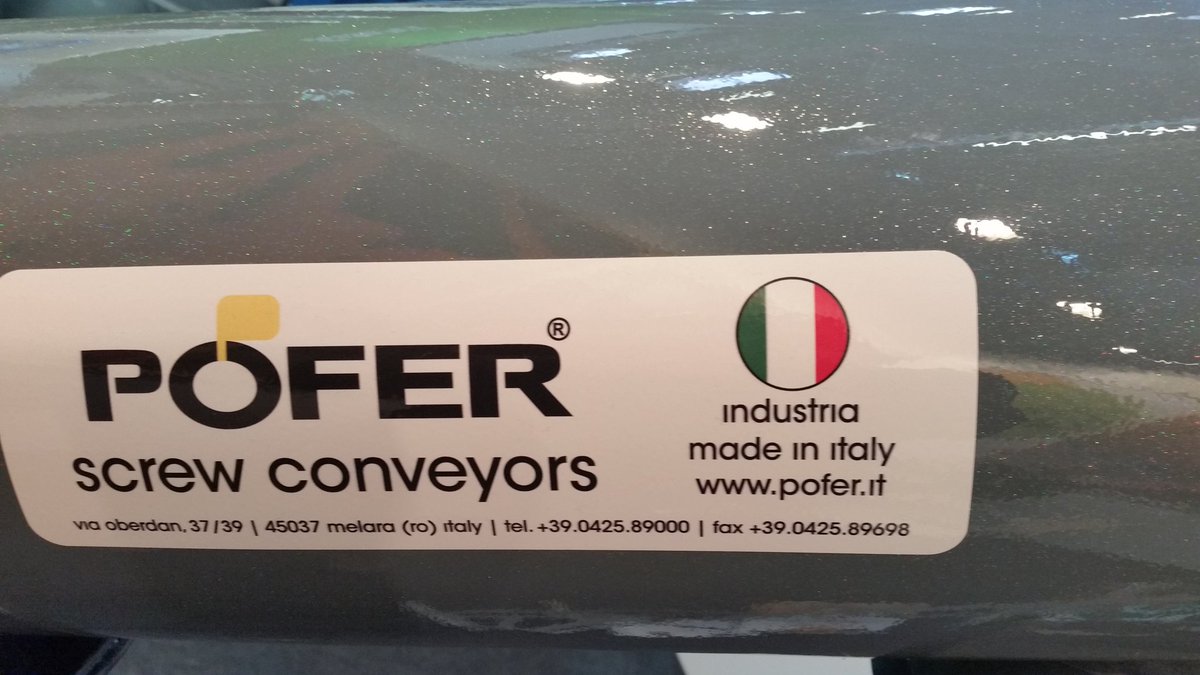 POFER®
screw conveyors
via oberdan, 37/39 | 45037 melara (ro) italy | tel. +39.0425.89000 | fax +39.0425.89698
industria
made in italy
www.pofer.it